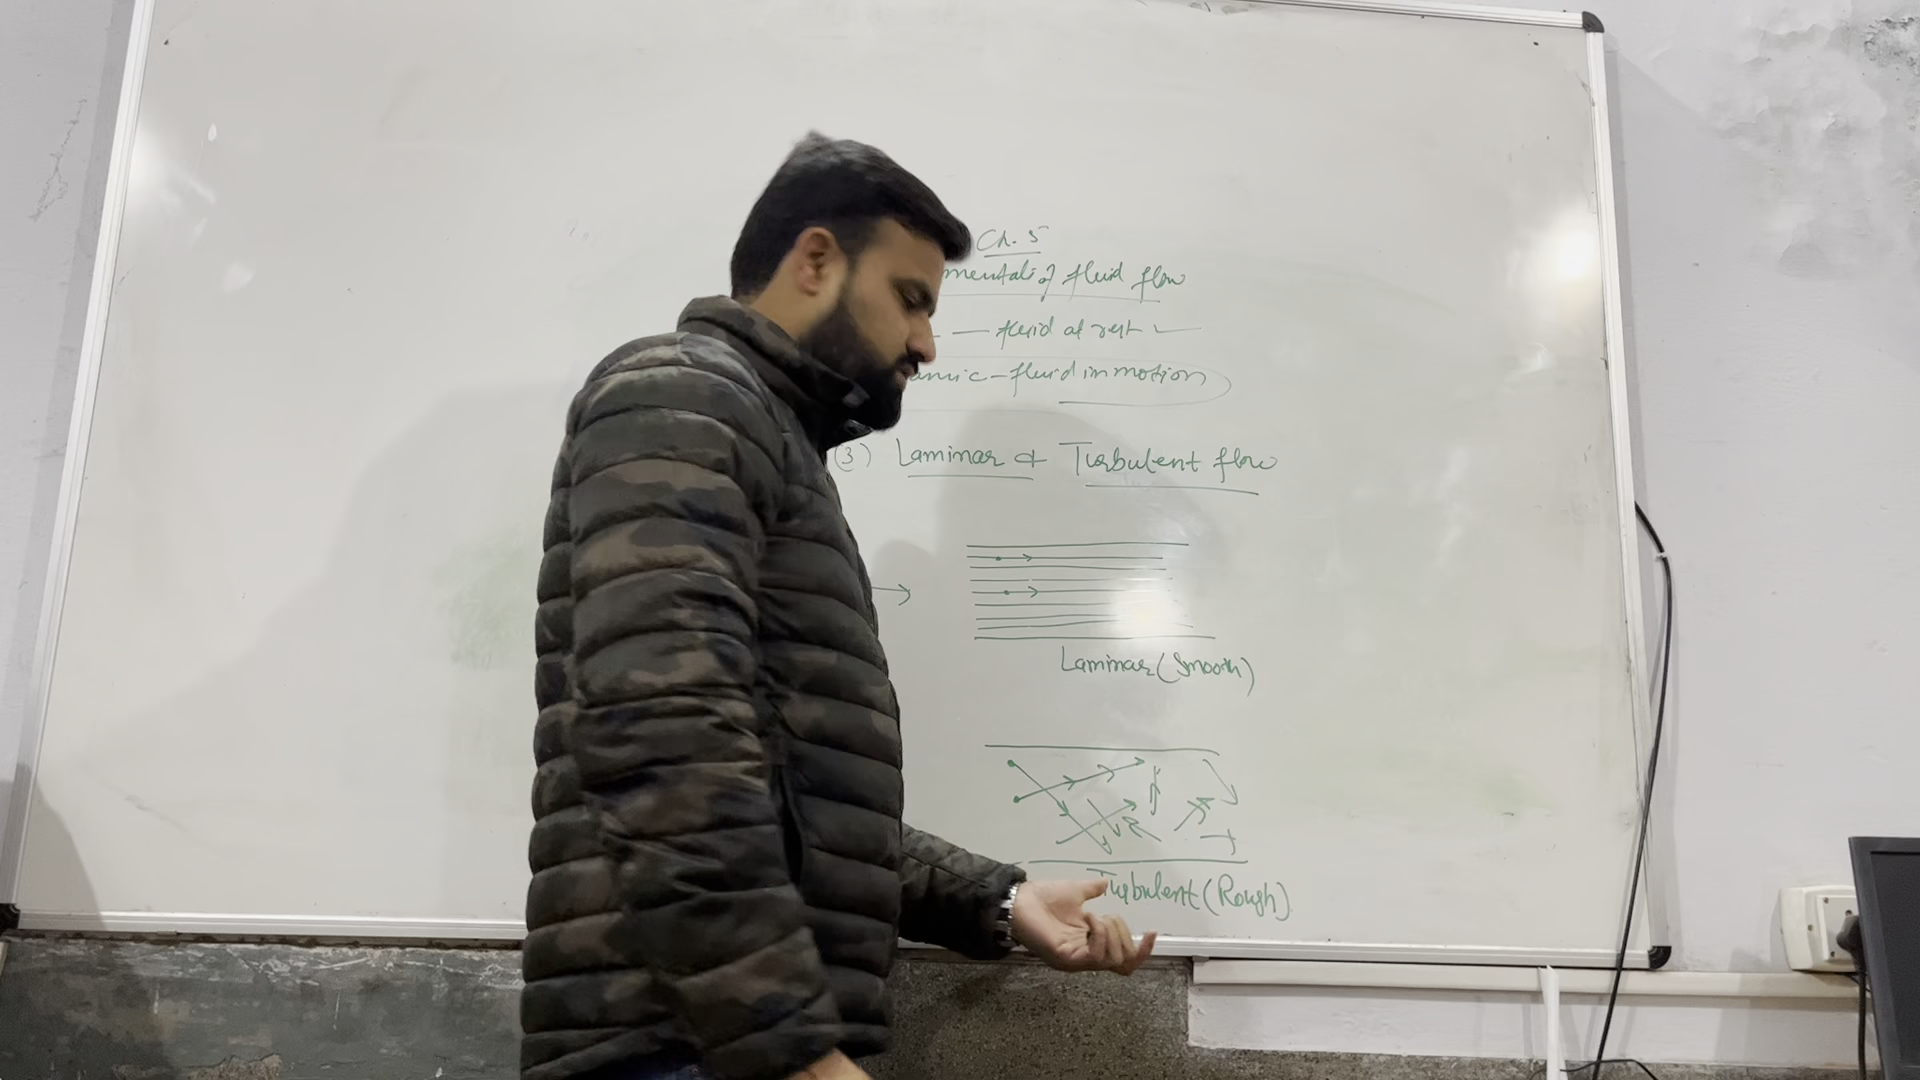 Ch. 5
mentals of fluid flow
— fluid at rest
amic - fluid in motion
(3) Laminar & Turbulent flow
Laminar (Smooth)
Turbulent (Rough)